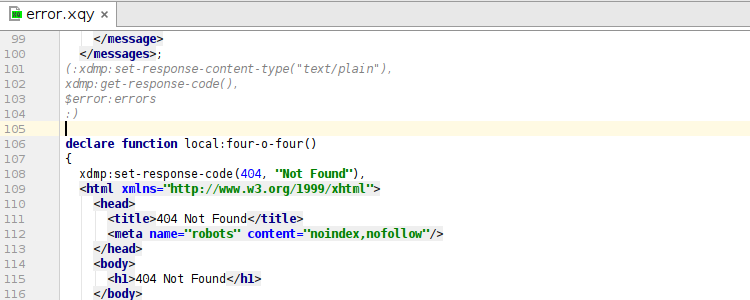 error.xqy ×
99 </message>
100 </messages>;
101 (:xdmp:set-response-content-type("text/plain"),
102 xdmp:get-response-code(),
103 $error:errors
104 :)
105
106 declare function local:four-o-four()
107 {
108 xdmp:set-response-code(404, "Not Found"),
109 <html xmlns="http://www.w3.org/1999/xhtml">
110 <head>
111 <title>404 Not Found</title>
112 <meta name="robots" content="noindex,nofollow"/>
113 </head>
114 <body>
115 <h1>404 Not Found</h1>
116 </body>